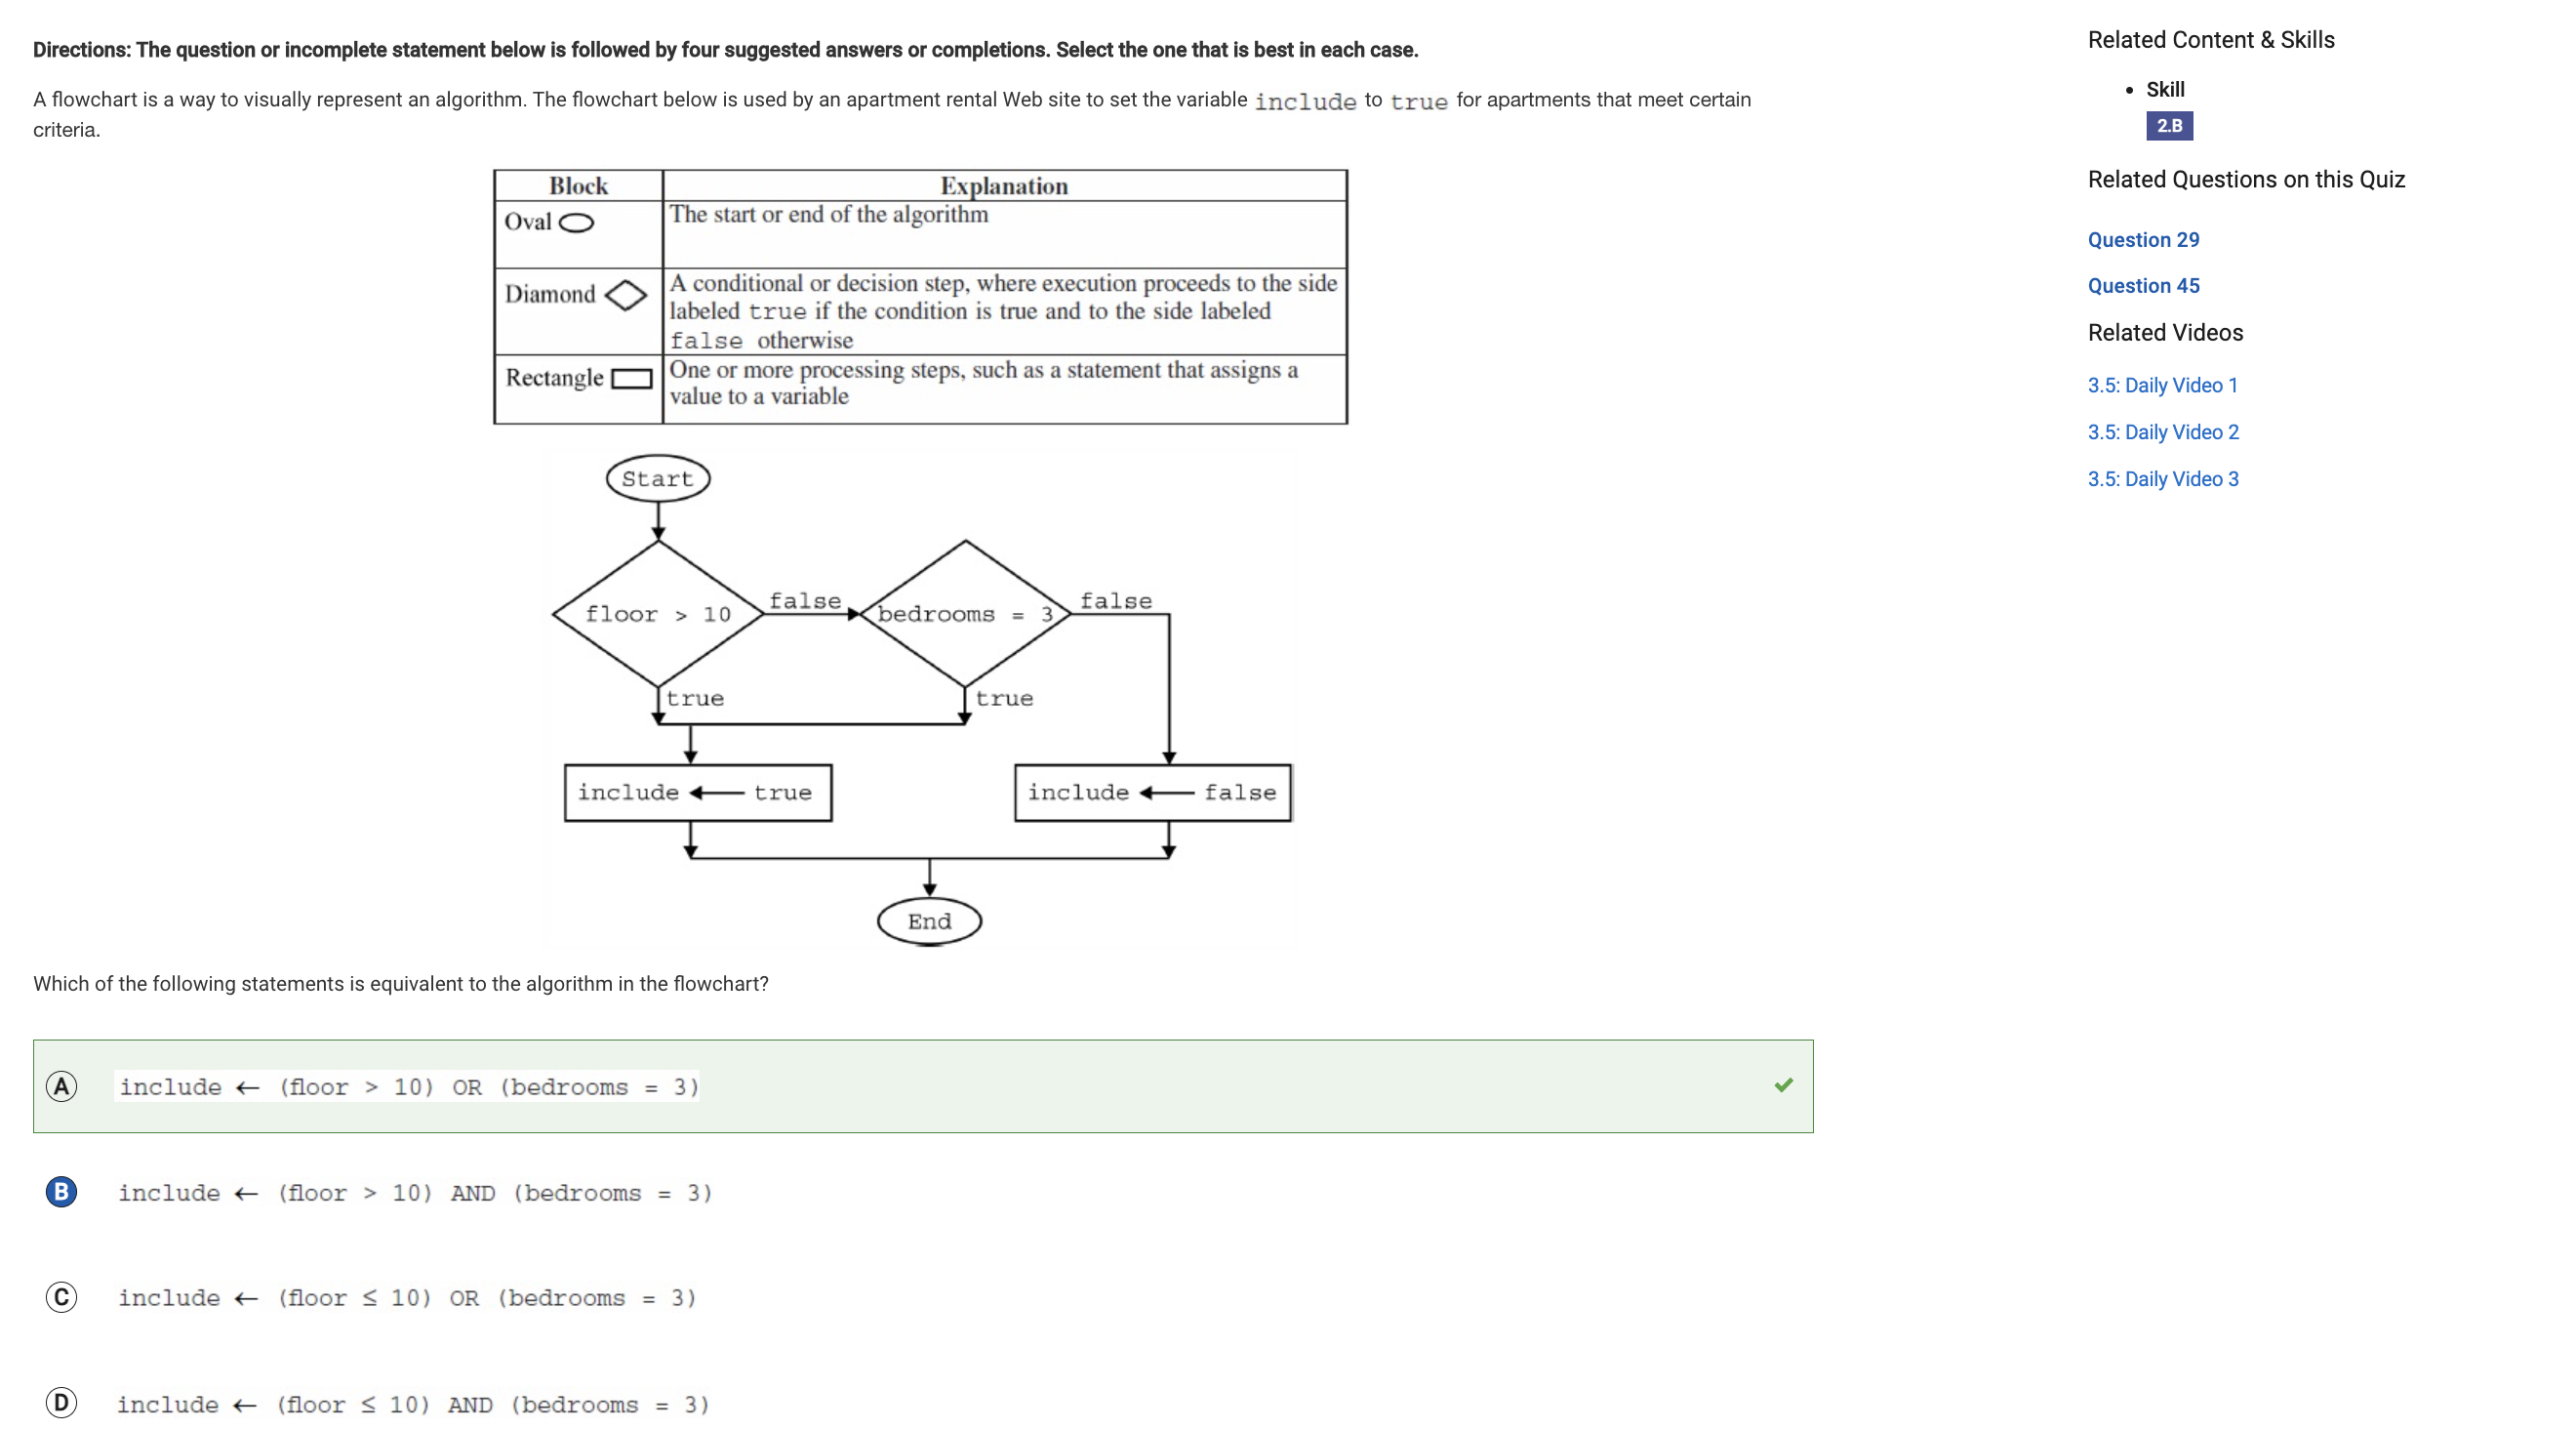 Directions: The question or incomplete statement below is followed by four suggested answers or completions. Select the one that is best in each case.
A flowchart is a way to visually represent an algorithm. The flowchart below is used by an apartment rental Web site to set the variable include to true for apartments that meet certain
criteria.
Block Explanation
Oval The start or end of the algorithm
Diamond A conditional or decision step, where execution proceeds to the side
labeled true if the condition is true and to the side labeled
false otherwise
Rectangle One or more processing steps, such as a statement that assigns a
value to a variable
Start
floor > 10
false
bedrooms = 3
false
true
true
include ← true
include ← false
End
Which of the following statements is equivalent to the algorithm in the flowchart?
A include ← (floor > 10) OR (bedrooms = 3)
B include ← (floor > 10) AND (bedrooms = 3)
C include ← (floor ≤ 10) OR (bedrooms = 3)
D include ← (floor ≤ 10) AND (bedrooms = 3)
Related Content & Skills
• Skill
2.B
Related Questions on this Quiz
Question 29
Question 45
Related Videos
3.5: Daily Video 1
3.5: Daily Video 2
3.5: Daily Video 3